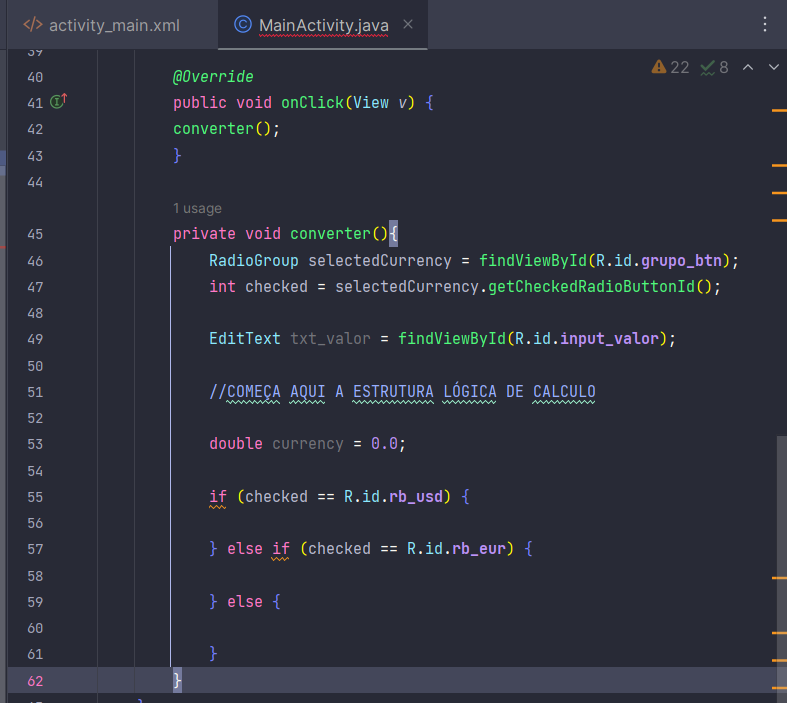 activity_main.xml MainActivity.java
22 8
39
40 @Override
41 public void onClick(View v) {
42 converter();
43 }
44
1 usage
45 private void converter(){
46 RadioGroup selectedCurrency = findViewById(R.id.grupo_btn);
47 int checked = selectedCurrency.getCheckedRadioButtonId();
48
49 EditText txt_valor = findViewById(R.id.input_valor);
50
51 //COMEÇA AQUI A ESTRUTURA LÓGICA DE CALCULO
52
53 double currency = 0.0;
54
55 if (checked == R.id.rb_usd) {
56
57 } else if (checked == R.id.rb_eur) {
58
59 } else {
60
61 }
62 }